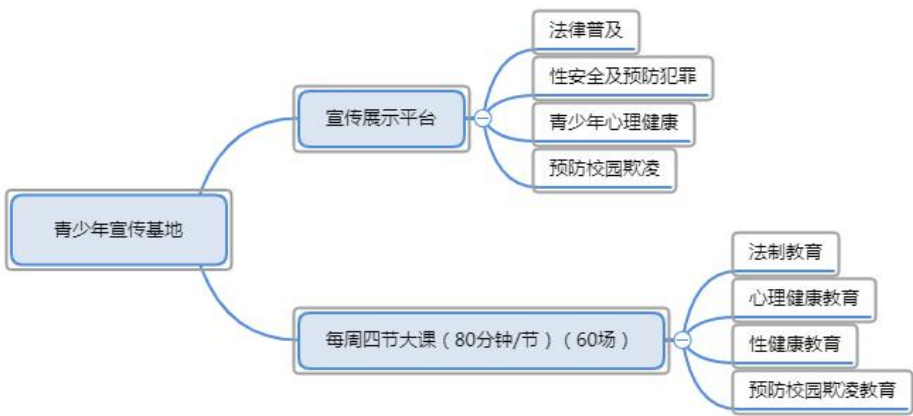 青少年宣传基地
宣传展示平台
法律普及
性安全及预防犯罪
青少年心理健康
预防校园欺凌
每周四节大课（80分钟/节）（60场）
法制教育
心理健康教育
性健康教育
预防校园欺凌教育